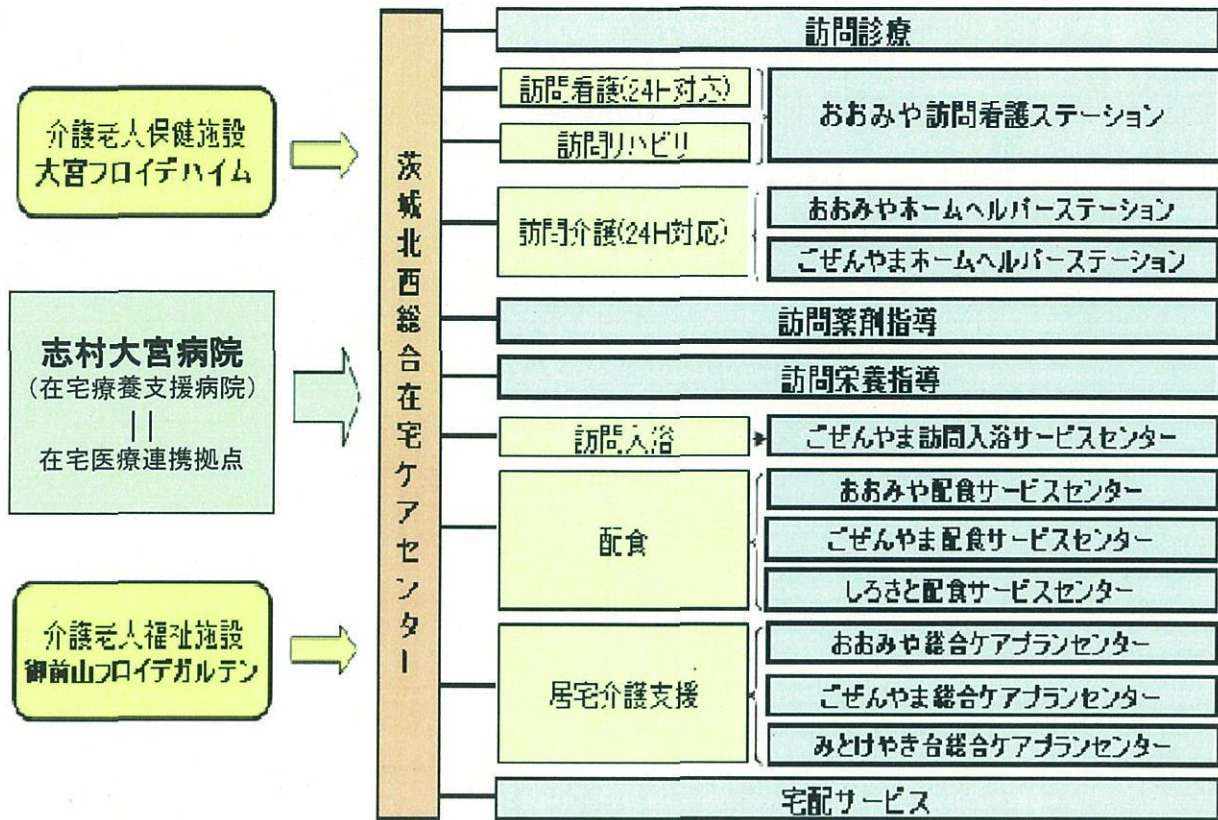 介護老人保健施設
大宮フロイデハイム
志村大宮病院
(在宅療養支援病院)
||
在宅医療連携拠点
介護老人福祉施設
御前山フロイデガルテン
茨城北西総合在宅ケアセンター
訪問診療
訪問看護(24H対応)
訪問リハビリ
おおみや訪問看護ステーション
訪問介護(24H対応)
おおみやホームヘルパーステーション
ごぜんやまホームヘルパーステーション
訪問薬剤指導
訪問栄養指導
訪問入浴
ごぜんやま訪問入浴サービスセンター
配食
おおみや配食サービスセンター
ごぜんやま配食サービスセンター
しろさと配食サービスセンター
居宅介護支援
おおみや総合ケアプランセンター
ごぜんやま総合ケアプランセンター
みとけやき台総合ケアプランセンター
宅配サービス